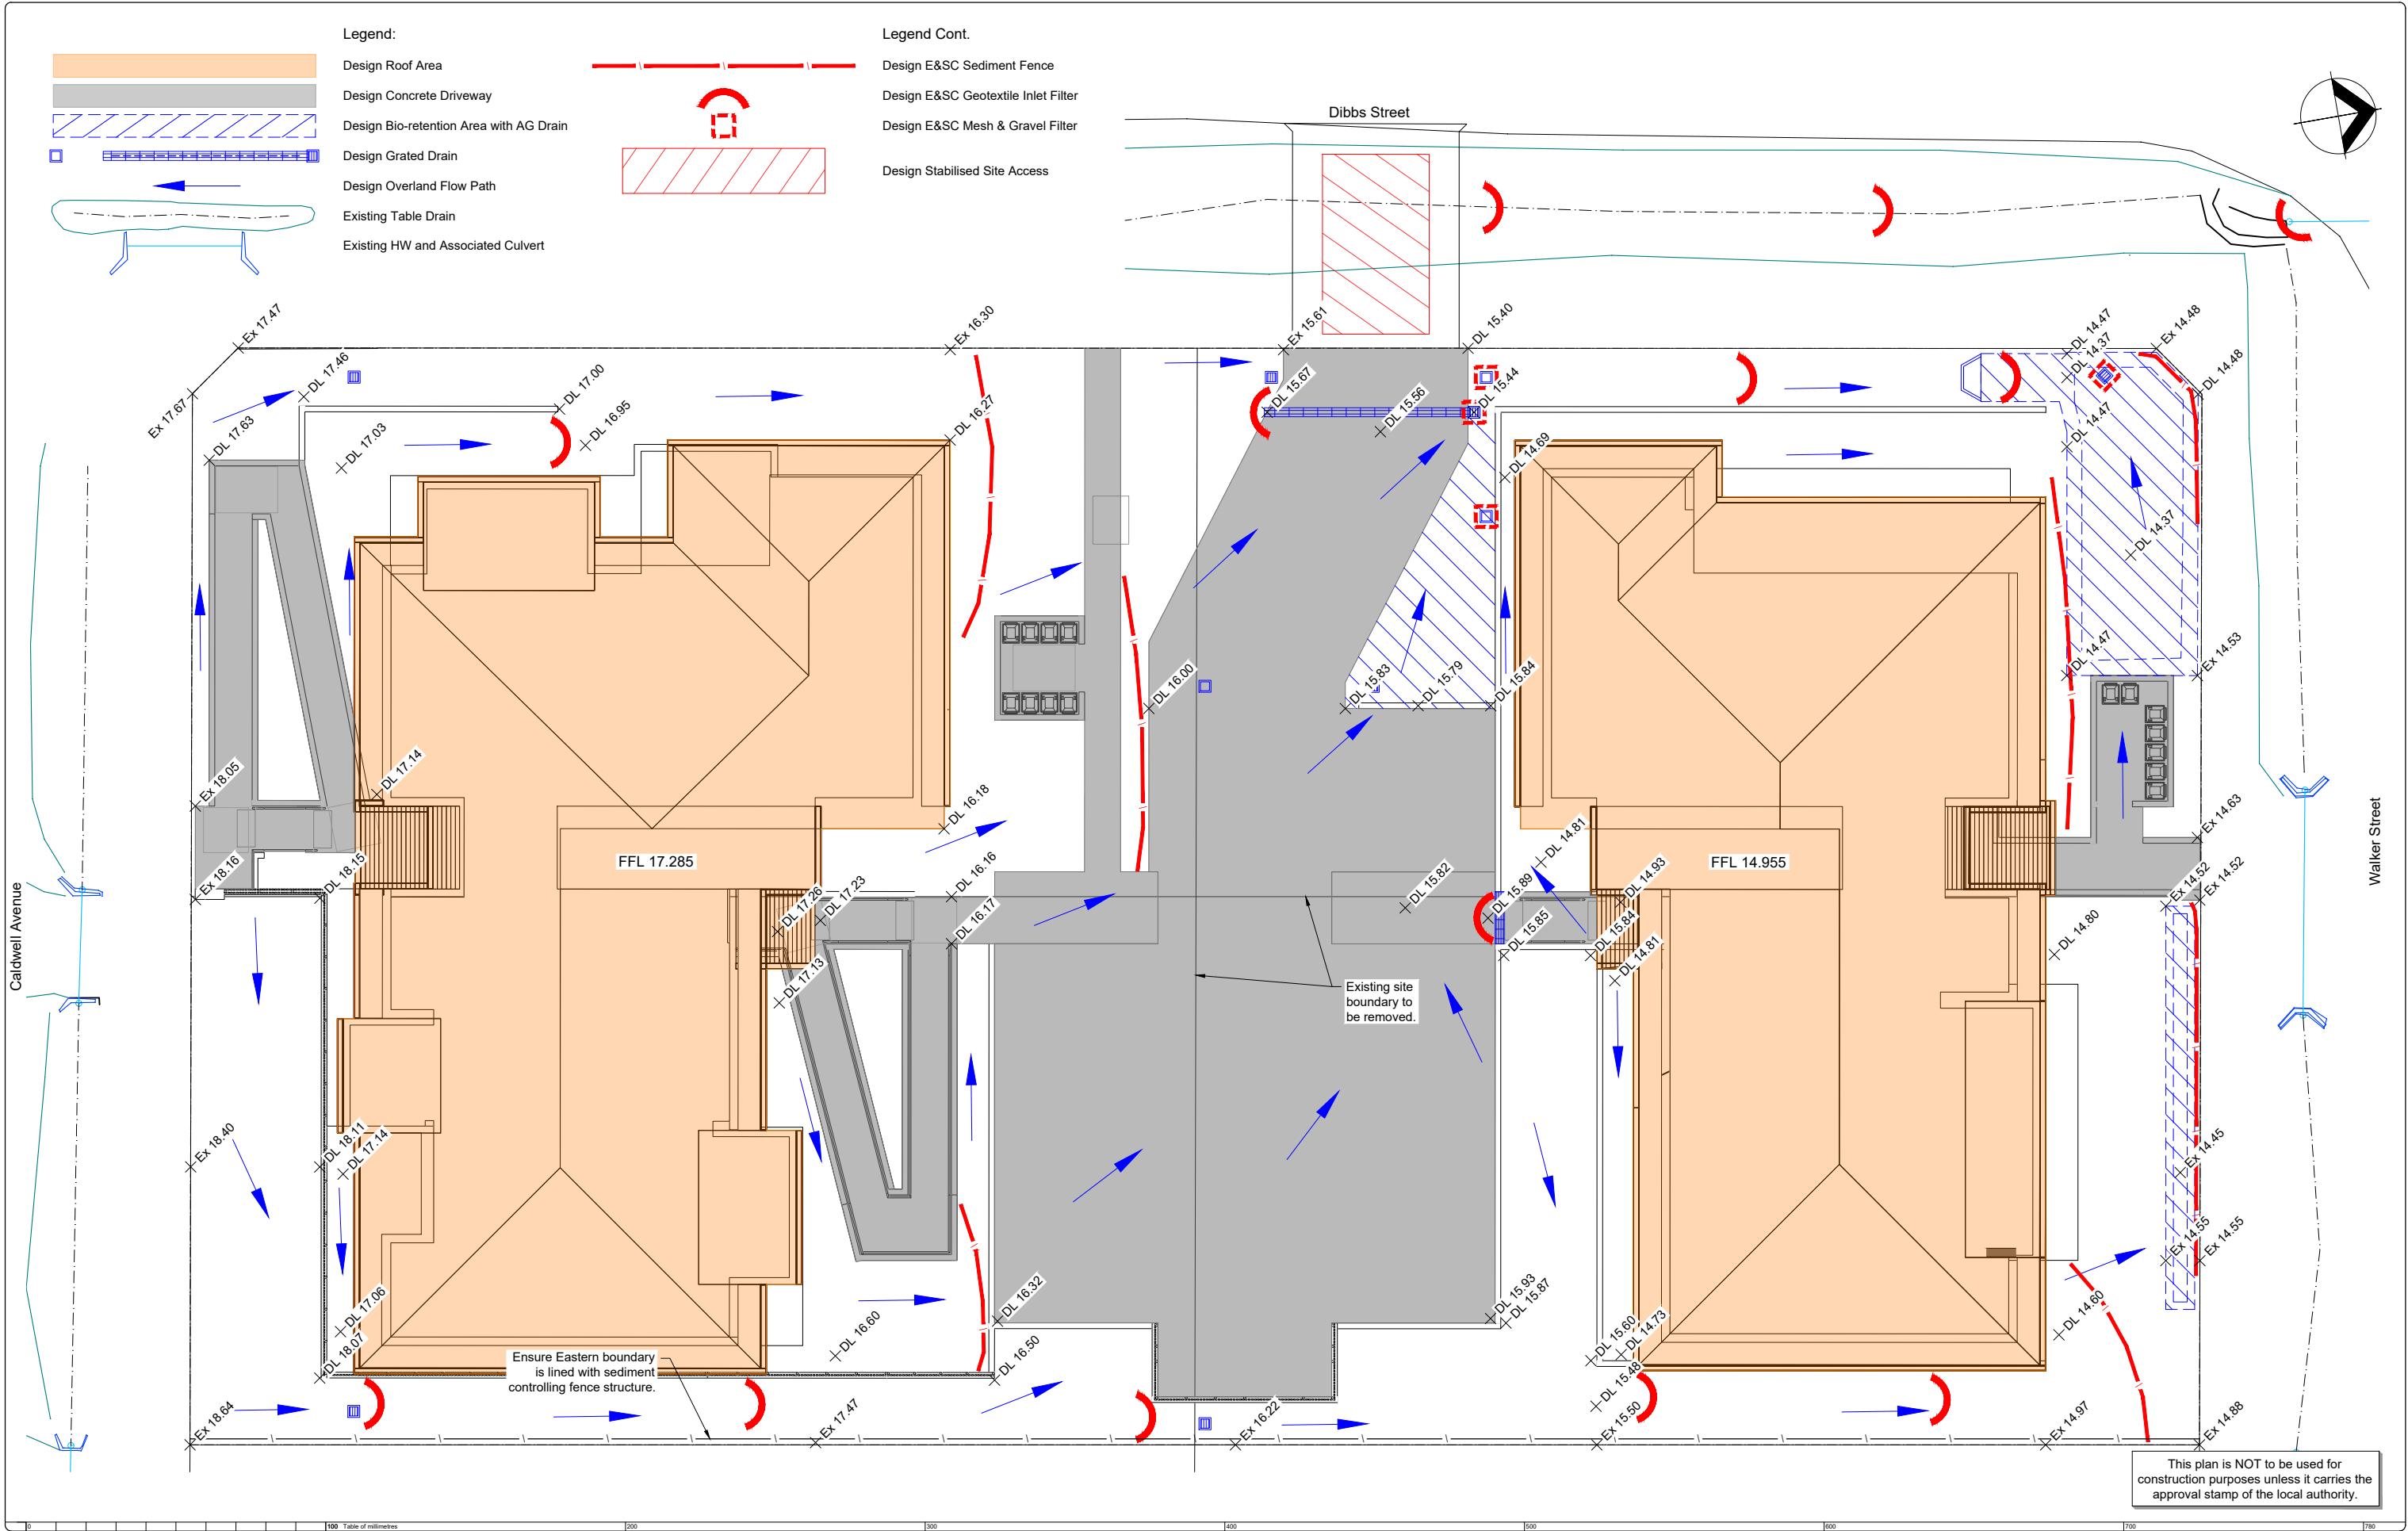 Legend:
Design Roof Area
Design Concrete Driveway
Design Bio-retention Area with AG Drain
Design Grated Drain
Design Overland Flow Path
Existing Table Drain
Existing HW and Associated Culvert
Legend Cont.
Design E&SC Sediment Fence
Design E&SC Geotextile Inlet Filter
Design E&SC Mesh & Gravel Filter
Design Stabilised Site Access
Dibbs Street
Ex 17.47
Ex 16.30
Ex 15.61
DL 15.40
DL 14.47
DL 14.37
Ex 14.48
DL 14.48
Ex 17.67
DL 17.46
DL 17.00
DL 16.95
DL 17.63
DL 17.03
DL 16.27
DL 15.67
DL 15.56
DL 15.44
DL 14.69
DL 14.47
DL 14.37
DL 14.47
Ex 14.53
DL 16.00
DL 15.83
DL 15.79
DL 15.84
Ex 18.05
DL 17.14
DL 16.18
Ex 14.63
Walker Street
Caldwell Avenue
FFL 17.285
FFL 14.955
DL 14.81
Ex 18.16
DL 18.15
DL 17.26
DL 17.23
DL 16.16
DL 16.17
DL 15.82
DL 15.89
DL 15.85
DL 14.93
DL 15.84
DL 14.81
Ex 14.52
Ex 14.52
DL 14.80
DL 17.13
Existing site
boundary to
be removed.
Ex 18.40
DL 18.11
DL 17.14
Ex 14.45
Ex 14.55
Ex 14.55
DL 17.06
DL 18.07
DL 16.60
DL 16.32
DL 16.50
DL 15.93
DL 15.87
DL 15.60
DL 14.73
DL 15.48
DL 14.60
Ensure Eastern boundary
is lined with sediment
controlling fence structure.
Ex 18.64
Ex 17.47
Ex 16.22
Ex 15.50
Ex 14.97
Ex 14.88
This plan is NOT to be used for
construction purposes unless it carries the
approval stamp of the local authority.
0 100 Table of millimetres 200 300 400 500 600 700 780